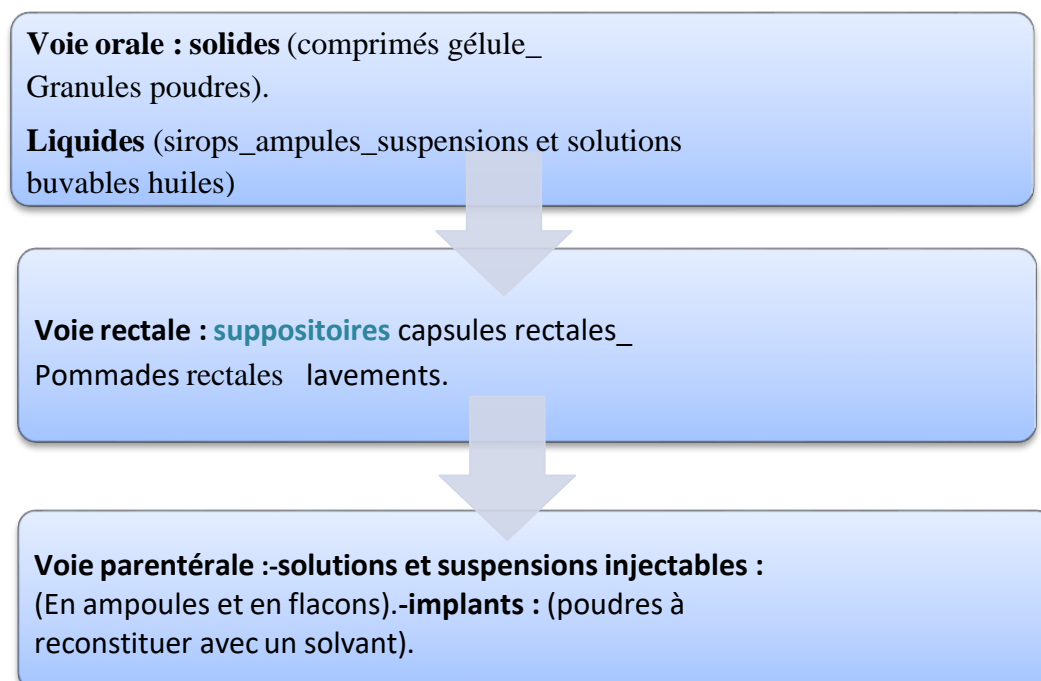 Voie orale : solides (comprimés gélule_
Granules poudres).
Liquides (sirops_ampules_suspensions et solutions
buvables huiles)
Voie rectale : suppositoires capsules rectales_
Pommades rectales lavements.
Voie parentérale :-solutions et suspensions injectables :
(En ampoules et en flacons).-implants : (poudres à
reconstituer avec un solvant).